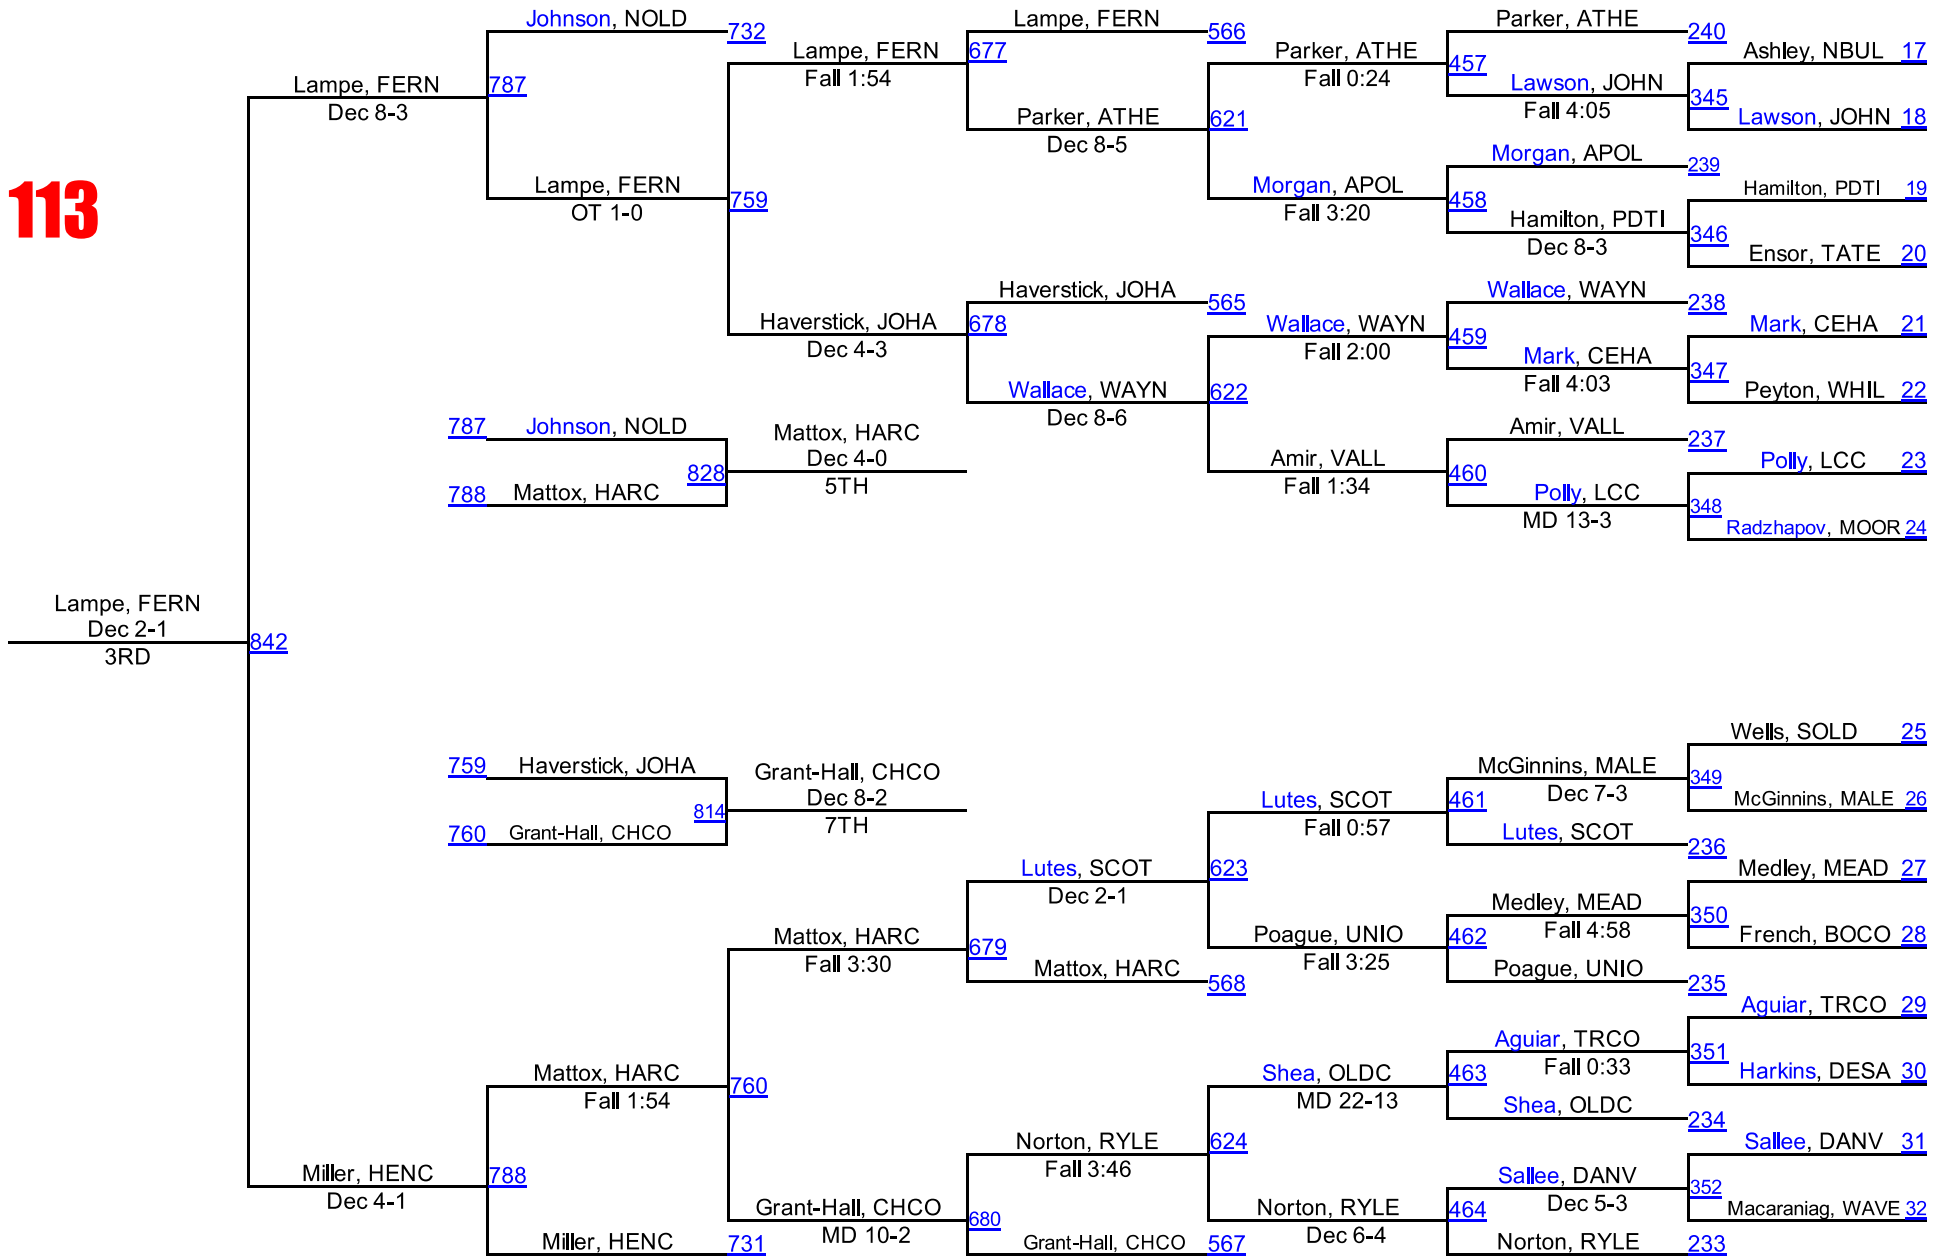 113
Johnson, NOLD
732
Lampe, FERN
Dec 8-3
787
Lampe, FERN
OT 1-0
759
Lampe, FERN
Fall 1:54
677
Haverstick, JOHA
Dec 4-3
678
Lampe, FERN
566
Parker, ATHE
Dec 8-5
621
Haverstick, JOHA
565
Wallace, WAYN
Dec 8-6
622
Parker, ATHE
Fall 0:24
457
Morgan, APOL
Fall 3:20
458
Wallace, WAYN
Fall 2:00
459
Amir, VALL
Fall 1:34
460
Parker, ATHE
240
Lawson, JOHN
Fall 4:05
345
Morgan, APOL
239
Hamilton, PDTI
Dec 8-3
346
Wallace, WAYN
238
Mark, CEHA
Fall 4:03
347
Amir, VALL
237
Polly, LCC
MD 13-3
348
Ashley, NBUL 17
Lawson, JOHN 18
Hamilton, PDTI 19
Ensor, TATE 20
Mark, CEHA 21
Peyton, WHIL 22
Polly, LCC 23
Radzhapov, MOOR 24
787 Johnson, NOLD
788 Mattox, HARC
828
Mattox, HARC
Dec 4-0
5TH
Lampe, FERN
Dec 2-1
3RD
842
759 Haverstick, JOHA
760 Grant-Hall, CHCO
814
Grant-Hall, CHCO
Dec 8-2
7TH
Miller, HENC
Dec 4-1
788
Mattox, HARC
Fall 1:54
760
Miller, HENC
731
Mattox, HARC
Fall 3:30
679
Grant-Hall, CHCO
MD 10-2
680
Lutes, SCOT
Dec 2-1
623
Mattox, HARC
568
Norton, RYLE
Fall 3:46
624
Grant-Hall, CHCO
567
Lutes, SCOT
Fall 0:57
461
Poague, UNIO
Fall 3:25
462
Shea, OLDC
MD 22-13
463
Norton, RYLE
Dec 6-4
464
McGinnins, MALE
Dec 7-3
349
Lutes, SCOT
236
Medley, MEAD
Fall 4:58
350
Poague, UNIO
235
Aguiar, TRCO
Fall 0:33
351
Shea, OLDC
234
Sallee, DANV
Dec 5-3
352
Norton, RYLE
233
Wells, SOLD 25
McGinnins, MALE 26
Medley, MEAD 27
French, BOCO 28
Aguiar, TRCO 29
Harkins, DESA 30
Sallee, DANV 31
Macaraniag, WAVE 32